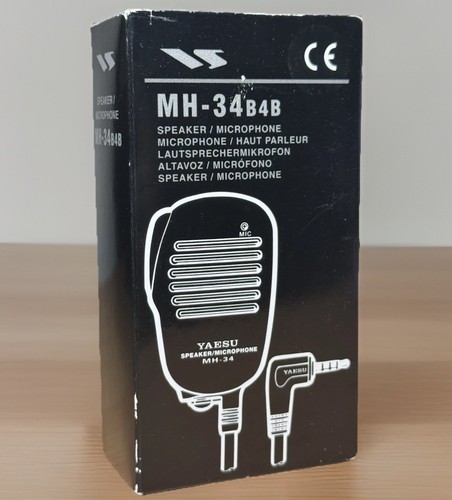 SPEAKER /
MICROPHONE
MH-34B4B
VS
CE
MH-34B4B
SPEAKER / MICROPHONE
MICROPHONE / HAUT PARLEUR
LAUTSPRECHERMIKROFON
ALTAVOZ / MICRÓFONO
SPEAKER / MICROPHONE
MIC
YAESU
SPEAKER/MICROPHONE
MH-34
YAESU